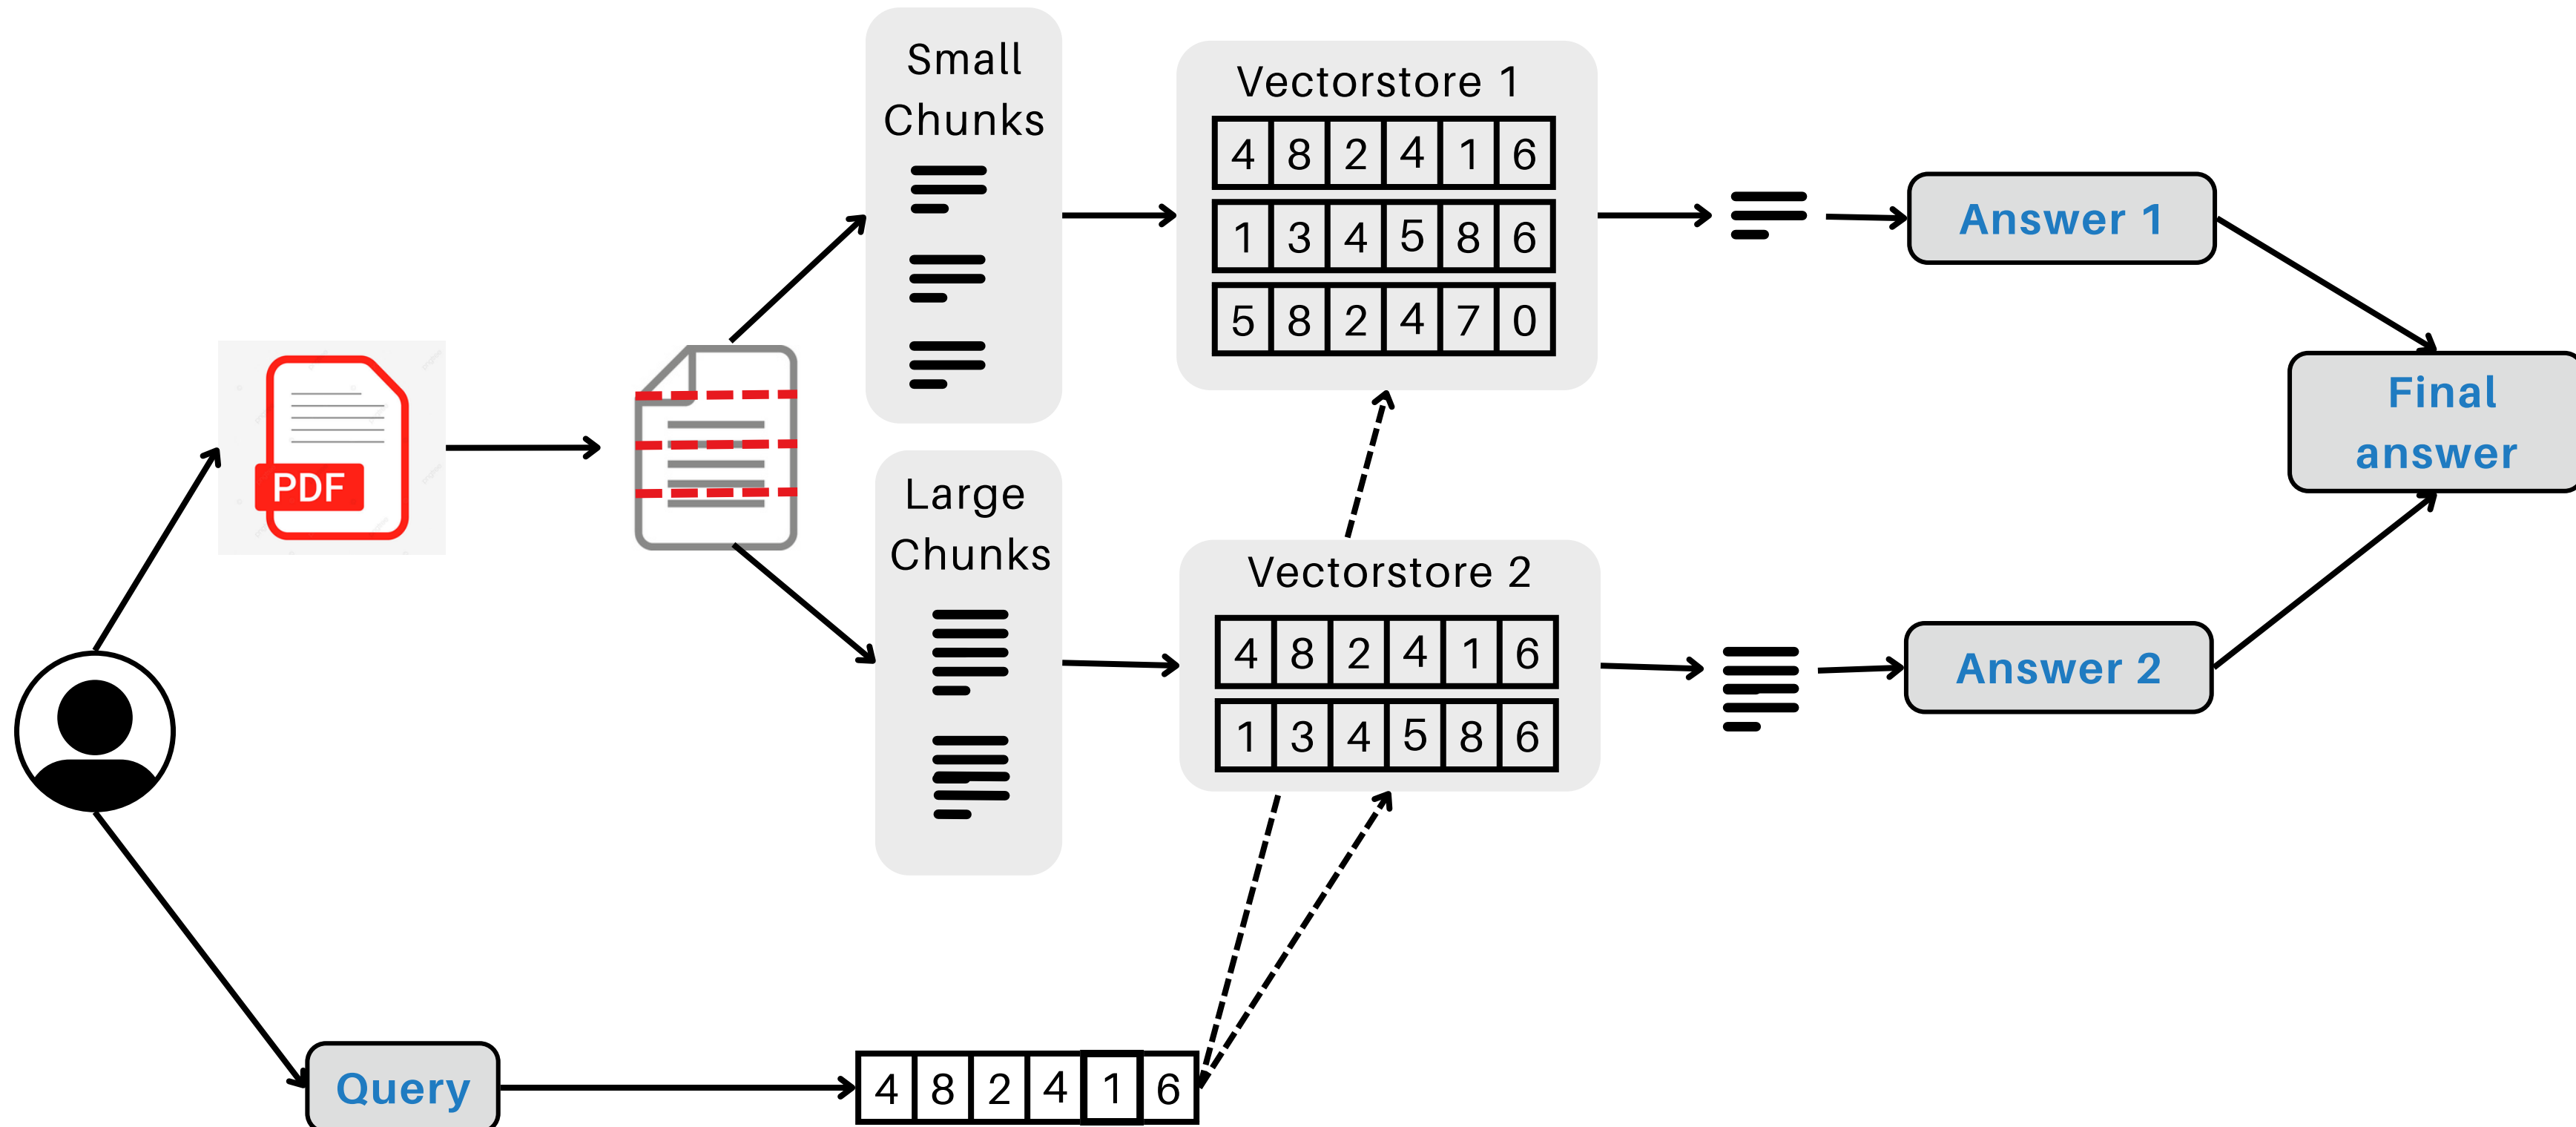 Small
Chunks
Vectorstore 1
4 8 2 4 1 6
1 3 4 5 8 6
5 8 2 4 7 0
Answer 1
Final
answer
PDF
Large
Chunks
Vectorstore 2
4 8 2 4 1 6
1 3 4 5 8 6
Answer 2
Query
4 8 2 4 1 6